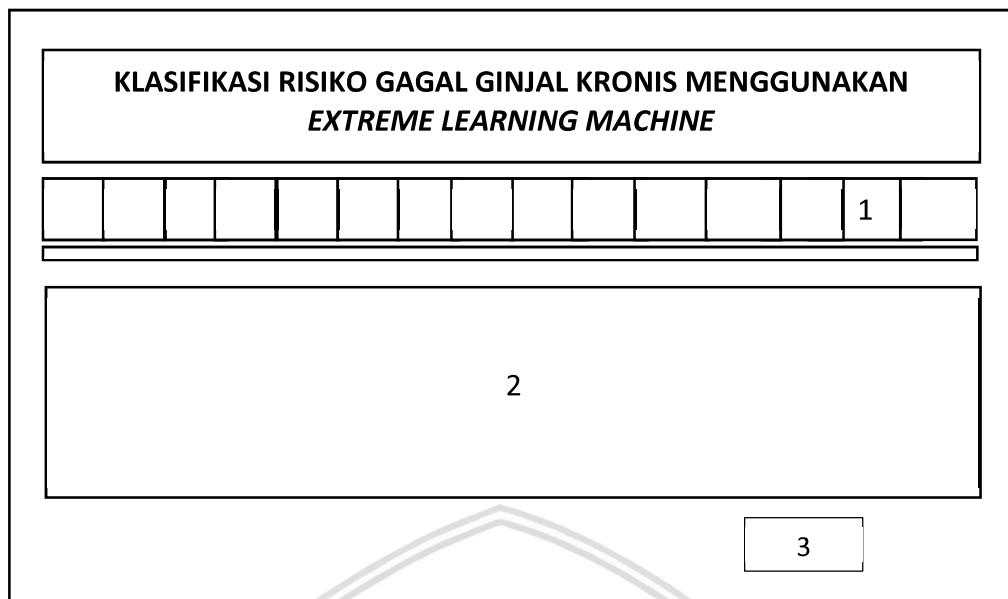 KLASIFIKASI RISIKO GAGAL GINJAL KRONIS MENGGUNAKAN
EXTREME LEARNING MACHINE
1
2
3